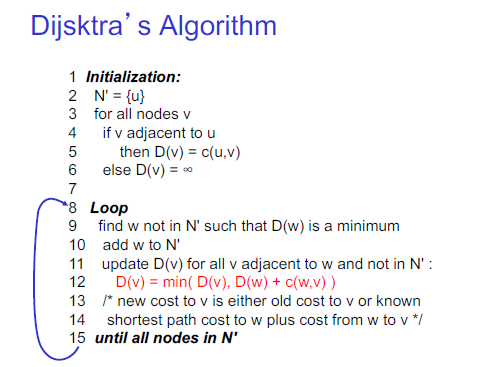 Dijsktra's Algorithm
1 Initialization:
2 N' = {u}
3 for all nodes v
4 if v adjacent to u
5 then D(v) = c(u,v)
6 else D(v) = ∞
7
8 Loop
9 find w not in N' such that D(w) is a minimum
10 add w to N'
11 update D(v) for all v adjacent to w and not in N' :
12 D(v) = min( D(v), D(w) + c(w,v) )
13 /* new cost to v is either old cost to v or known
14 shortest path cost to w plus cost from w to v */
15 until all nodes in N'